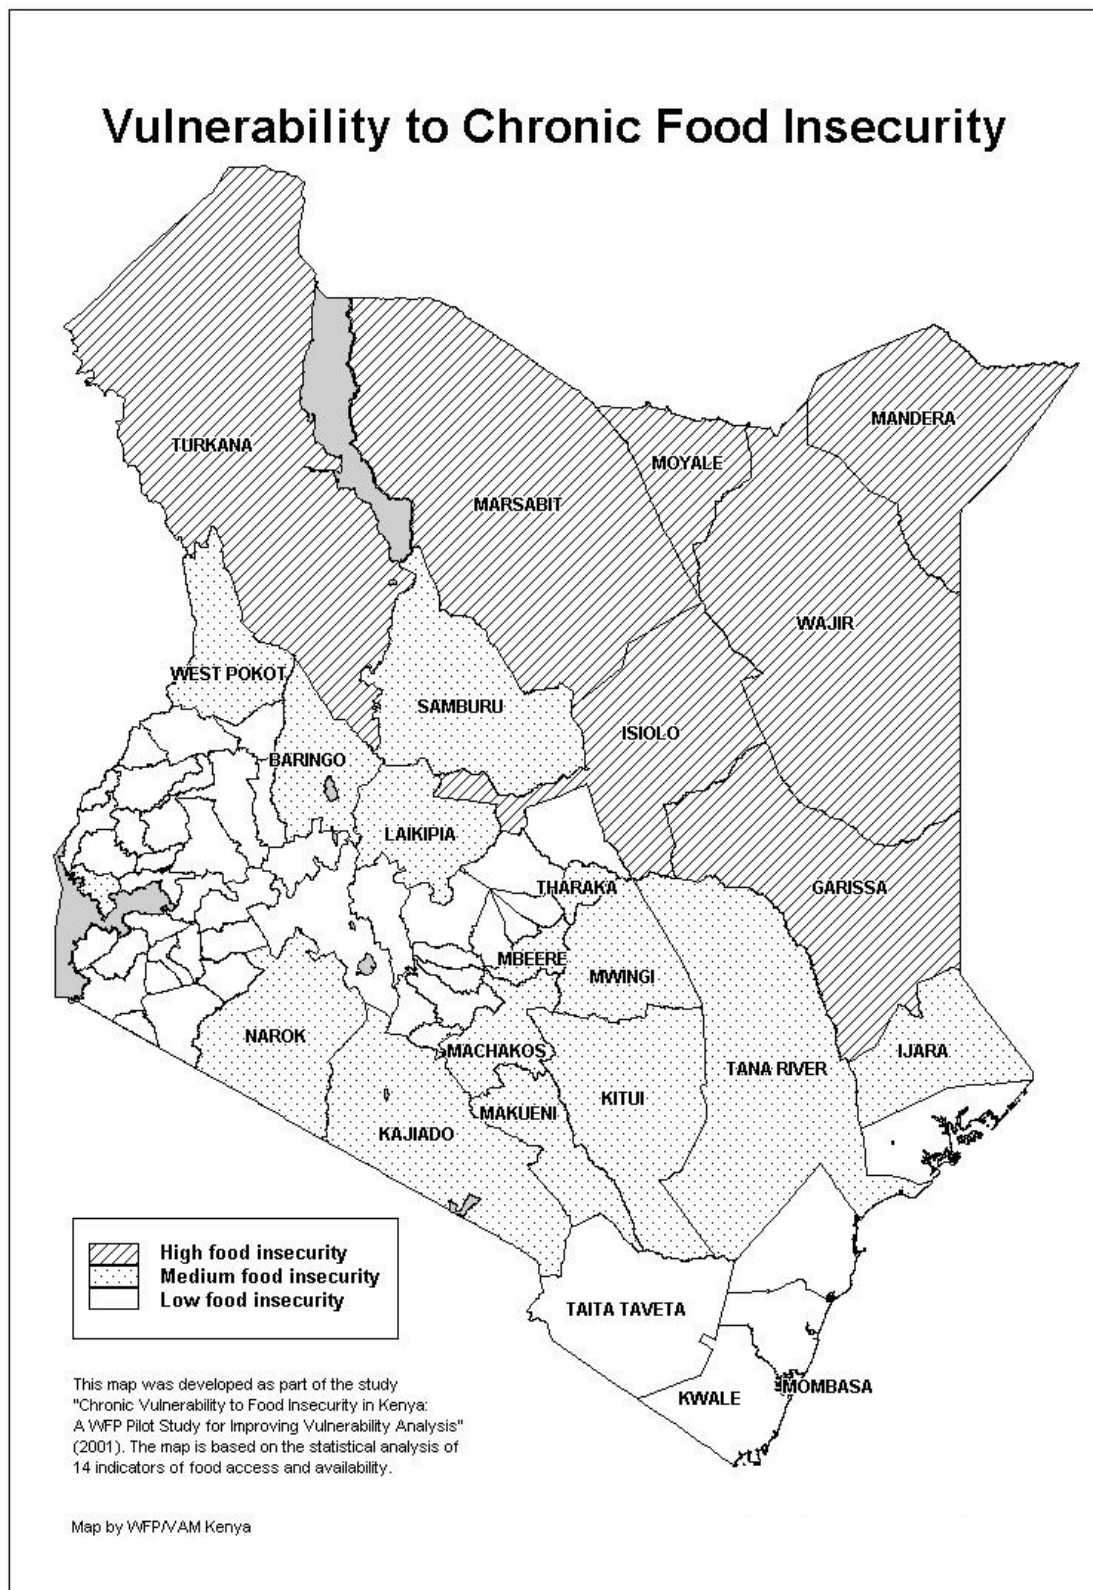 Vulnerability to Chronic Food Insecurity
MANDERA
TURKANA
MOYALE
MARSABIT
WAJIR
WEST POKOT
SAMBURU
ISIOLO
BARINGO
LAIKIPIA
THARAKA
GARISSA
MBEERE
MWINGI
NAROK
MACHAKOS
IJARA
TANA RIVER
KITUI
MAKUENI
KAJIADO
High food insecurity
Medium food insecurity
Low food insecurity
TAITA TAVETA
KWALE
MOMBASA
This map was developed as part of the study
"Chronic Vulnerability to Food Insecurity in Kenya:
A WFP Pilot Study for Improving Vulnerability Analysis"
(2001). The map is based on the statistical analysis of
14 indicators of food access and availability.
Map by WFP/VAM Kenya